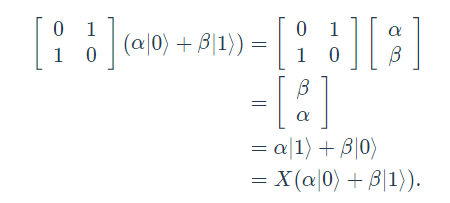 [ 0 1 ; 1 0 ] (α|0⟩ + β|1⟩) = [ 0 1 ; 1 0 ] [ α ; β ]
= [ β ; α ]
= α|1⟩ + β|0⟩
= X(α|0⟩ + β|1⟩).